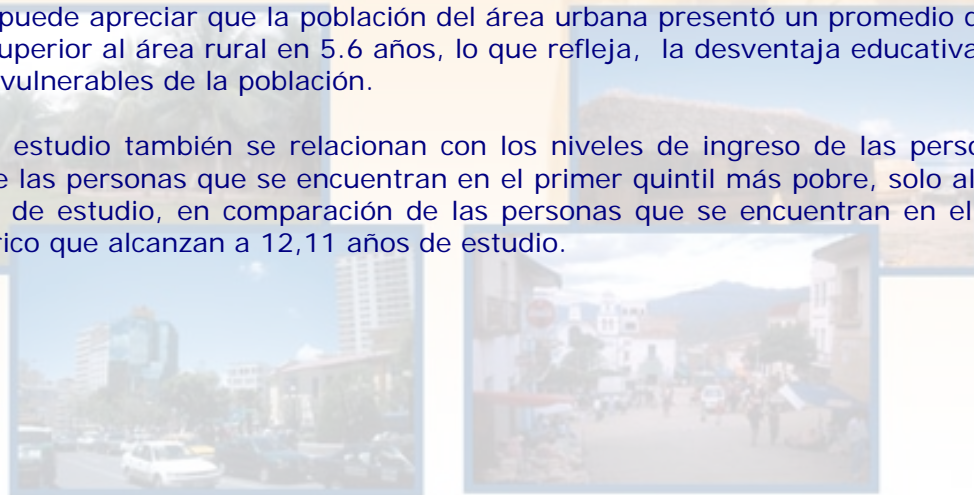 puede apreciar que la población del área urbana presentó un promedio
superior al área rural en 5.6 años, lo que refleja, la desventaja educativa
vulnerables de la población.
estudio también se relacionan con los niveles de ingreso de las
las personas que se encuentran en el primer quintil más pobre, solo
de estudio, en comparación de las personas que se encuentran en el
rico que alcanzan a 12,11 años de estudio.